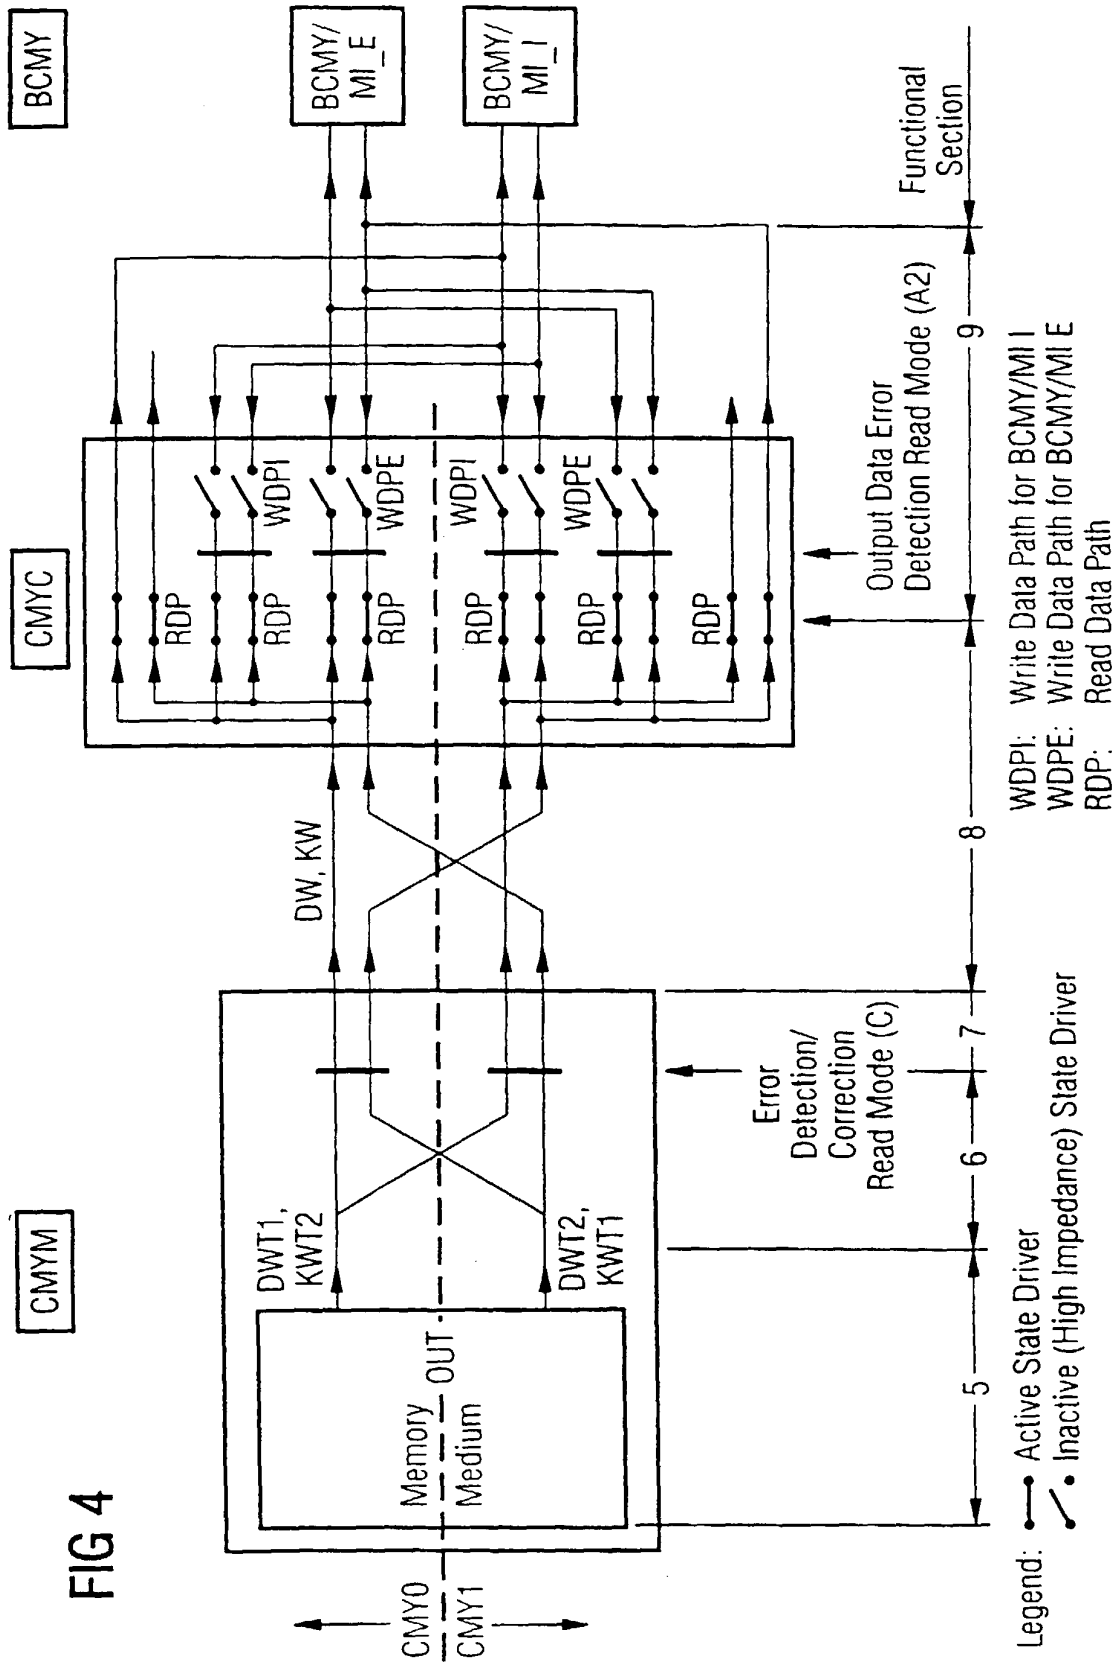 FIG 4
CMYM
CMYC
BCMY
BCMY/
MI_E
BCMY/
MI_I
CMY0
CMY1
Memory
Medium
OUT
DWT1,
KWT2
DWT2,
KWT1
DW, KW
RDP
RDP
WDPI
RDP
WDPE
RDP
WDPI
RDP
WDPE
RDP
Error
Detection/
Correction
Read Mode (C)
Output Data Error
Detection Read Mode (A2)
Functional
Section
5
6
7
8
9
Legend:
Active State Driver
Inactive (High Impedance) State Driver
WDPI: Write Data Path for BCMY/MI I
WDPE: Write Data Path for BCMY/MI E
RDP: Read Data Path